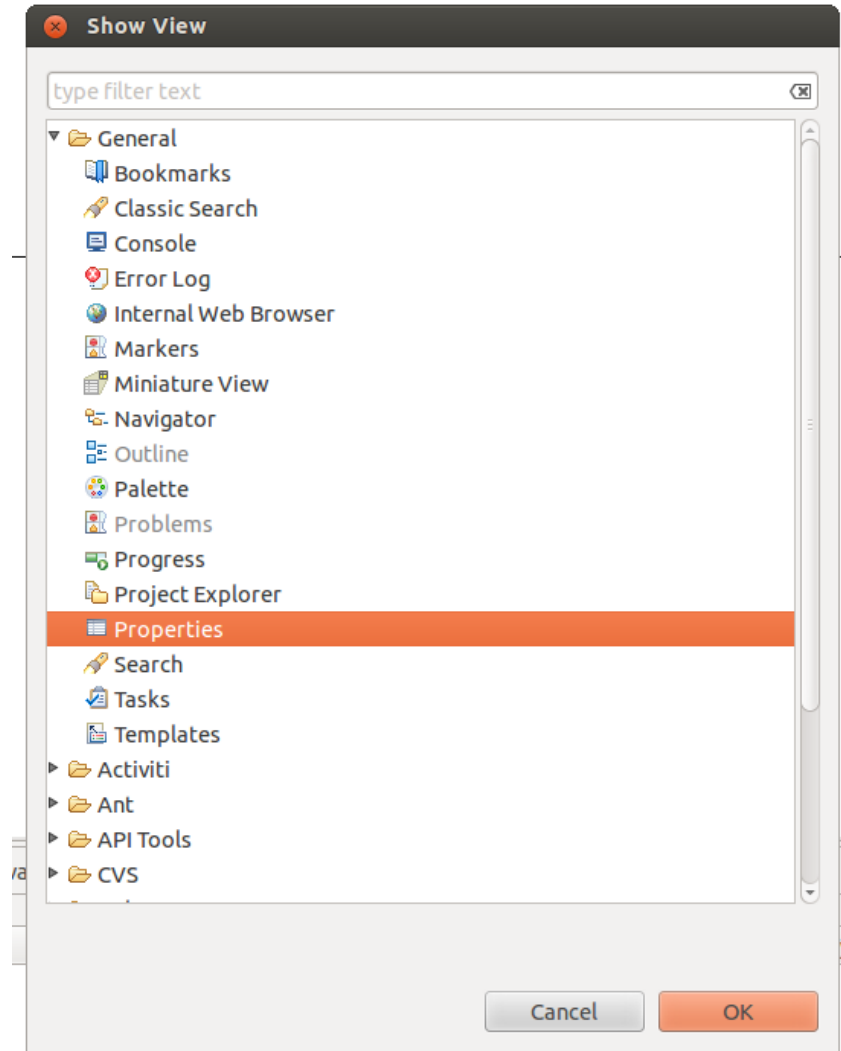 Show View
type filter text
General
Bookmarks
Classic Search
Console
Error Log
Internal Web Browser
Markers
Miniature View
Navigator
Outline
Palette
Problems
Progress
Project Explorer
Properties
Search
Tasks
Templates
Activiti
Ant
API Tools
CVS
Cancel
OK